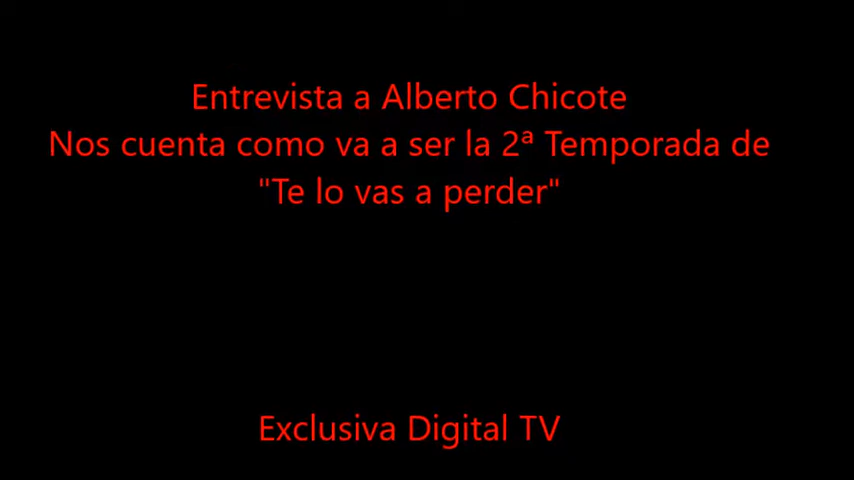 Entrevista a Alberto Chicote
Nos cuenta como va a ser la 2ª Temporada de
"Te lo vas a perder"
Exclusiva Digital TV